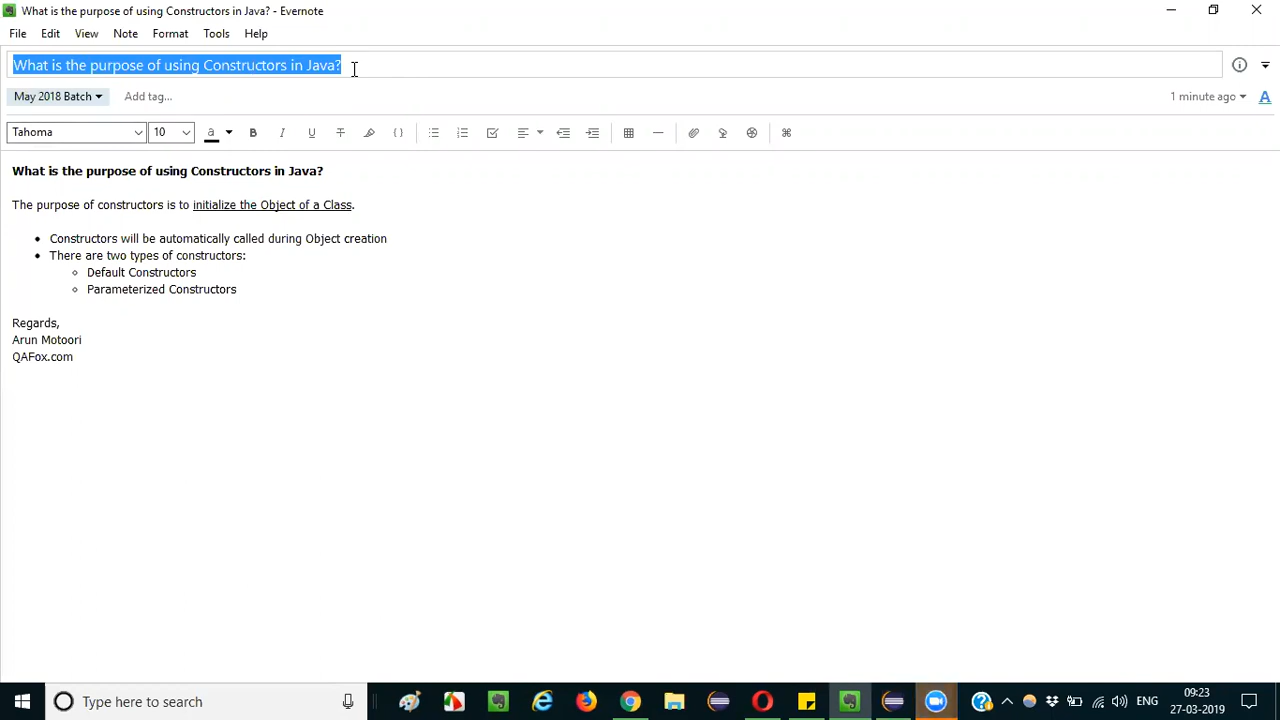 What is the purpose of using Constructors in Java? - Evernote
File Edit View Note Format Tools Help
What is the purpose of using Constructors in Java?
May 2018 Batch Add tag... 1 minute ago
Tahoma 10
What is the purpose of using Constructors in Java?
The purpose of constructors is to initialize the Object of a Class.
Constructors will be automatically called during Object creation
There are two types of constructors:
Default Constructors
Parameterized Constructors
Regards,
Arun Motoori
QAFox.com
Type here to search
ENG
09:23
27-03-2019